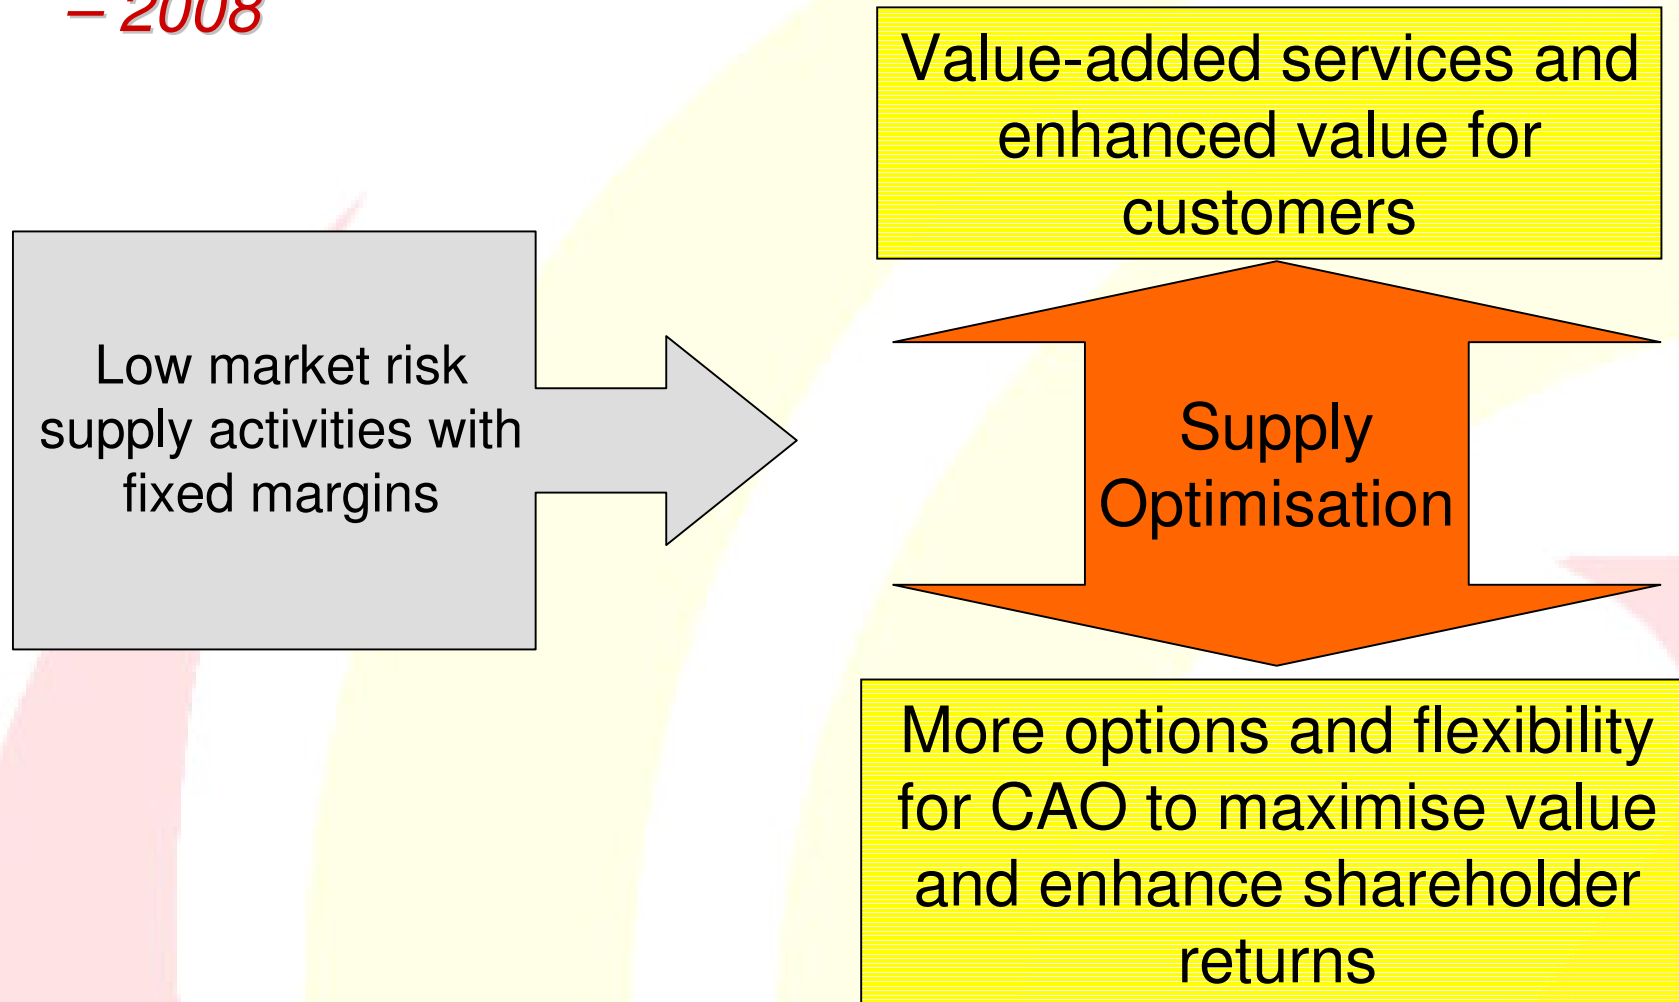 – 2008
Value-added services and
enhanced value for
customers
Low market risk
supply activities with
fixed margins
Supply
Optimisation
More options and flexibility
for CAO to maximise value
and enhance shareholder
returns